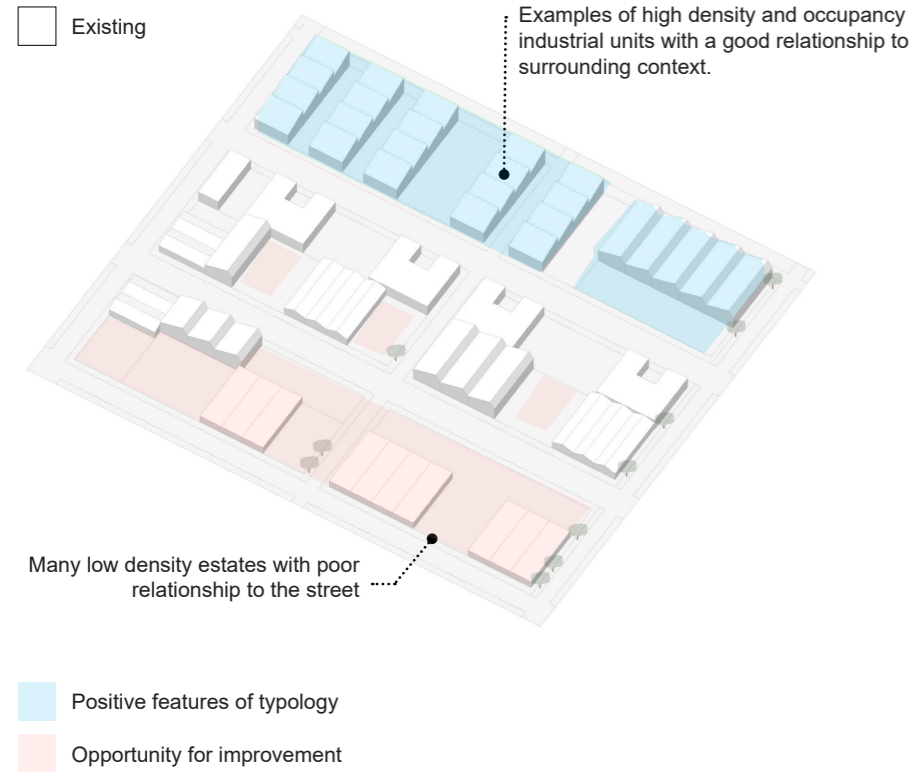 Existing
Examples of high density and occupancy
industrial units with a good relationship to
surrounding context.
Many low density estates with poor
relationship to the street
Positive features of typology
Opportunity for improvement